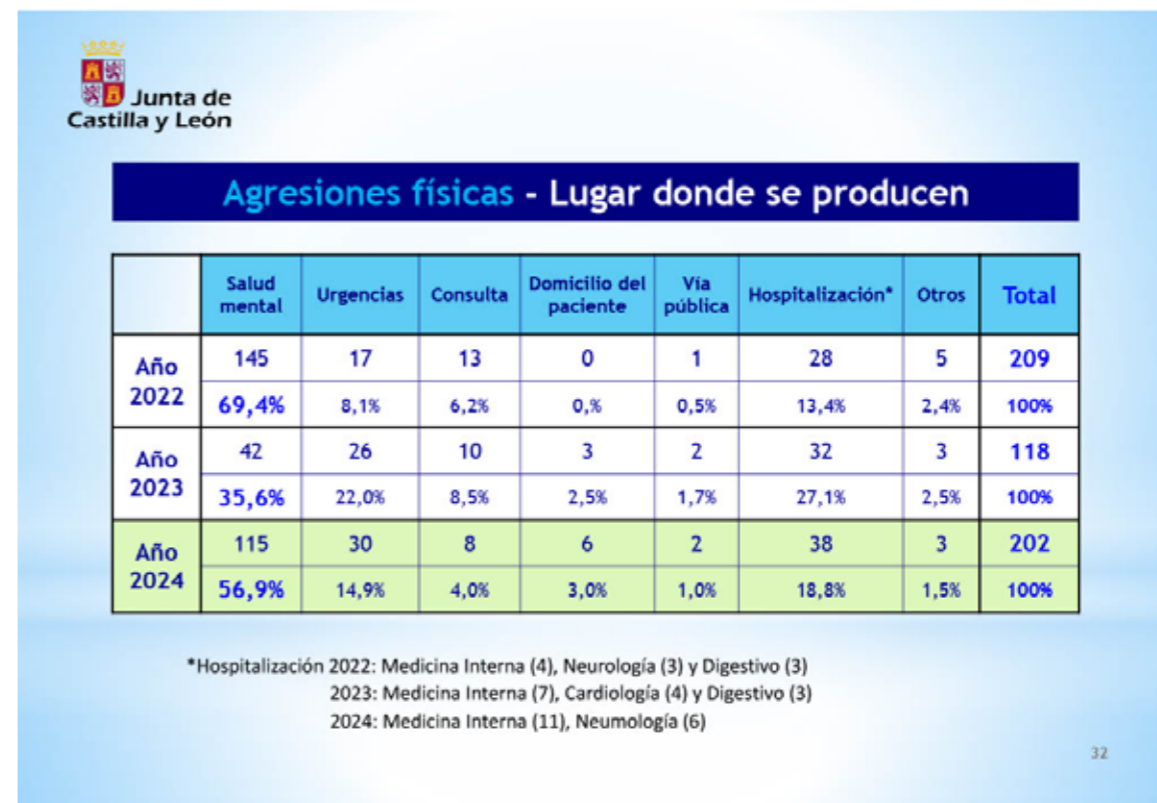 Junta de
Castilla y León
Agresiones físicas - Lugar donde se producen
Salud mental Urgencias Consulta Domicilio del paciente Vía pública Hospitalización* Otros Total
Año 2022 145 17 13 0 1 28 5 209
69,4% 8,1% 6,2% 0,% 0,5% 13,4% 2,4% 100%
Año 2023 42 26 10 3 2 32 3 118
35,6% 22,0% 8,5% 2,5% 1,7% 27,1% 2,5% 100%
Año 2024 115 30 8 6 2 38 3 202
56,9% 14,9% 4,0% 3,0% 1,0% 18,8% 1,5% 100%
*Hospitalización 2022: Medicina Interna (4), Neurología (3) y Digestivo (3)
2023: Medicina Interna (7), Cardiología (4) y Digestivo (3)
2024: Medicina Interna (11), Neumología (6)
32